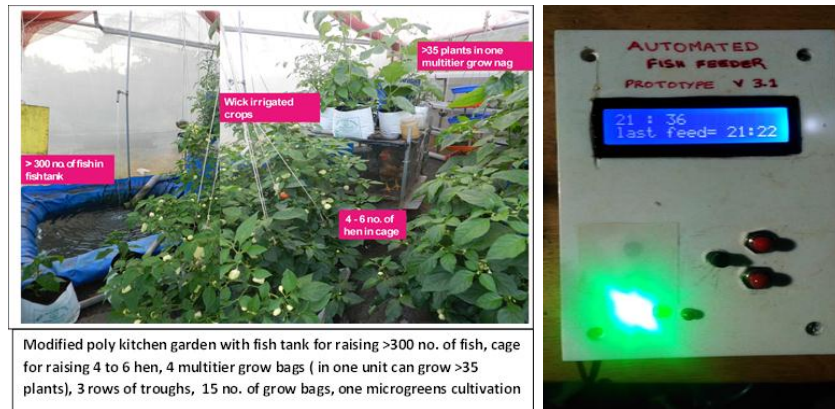 >35 plants in one
multitier grow nag
Wick irrigated
crops
> 300 no. of fish in
fish tank
4 - 6 no. of
hen in cage
Modified poly kitchen garden with fish tank for raising >300 no. of fish, cage
for raising 4 to 6 hen, 4 multitier grow bags ( in one unit can grow >35
plants), 3 rows of troughs, 15 no. of grow bags, one microgreens cultivation
AUTOMATED
FISH FEEDER
PROTOTYPE V 3.1
21 : 36
last feed= 21:22